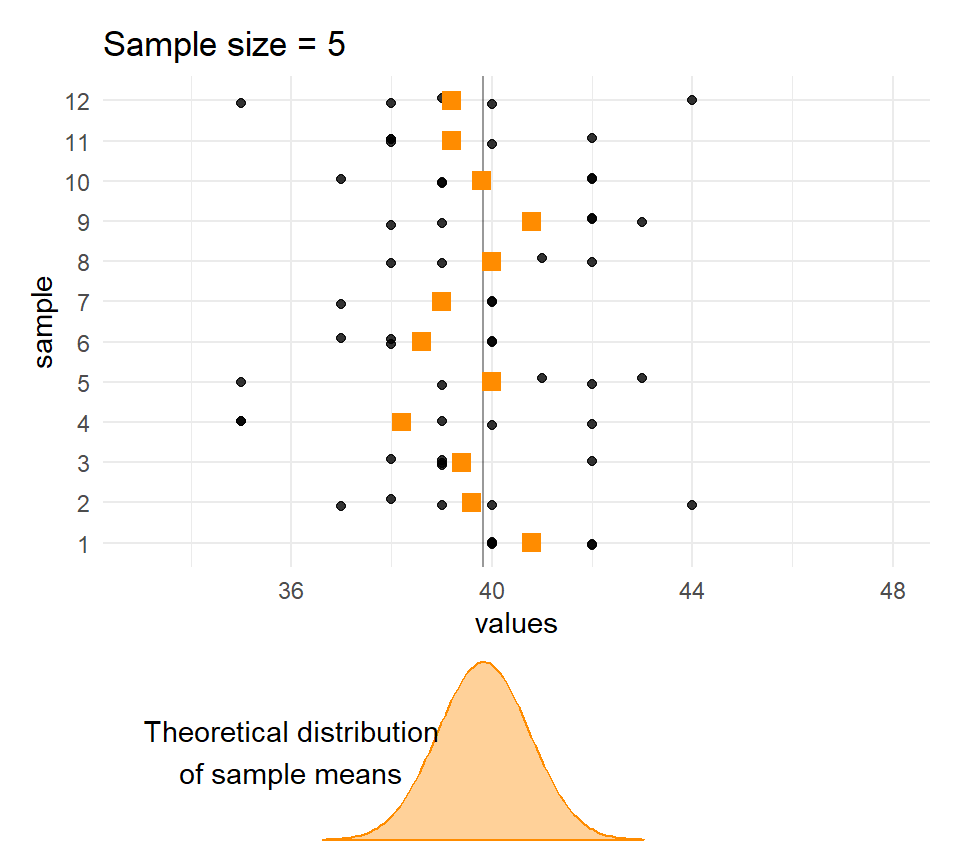 Sample size = 5
12
11
10
9
8
7
6
5
4
3
2
1
sample
36 40 44 48
values
Theoretical distribution
of sample means